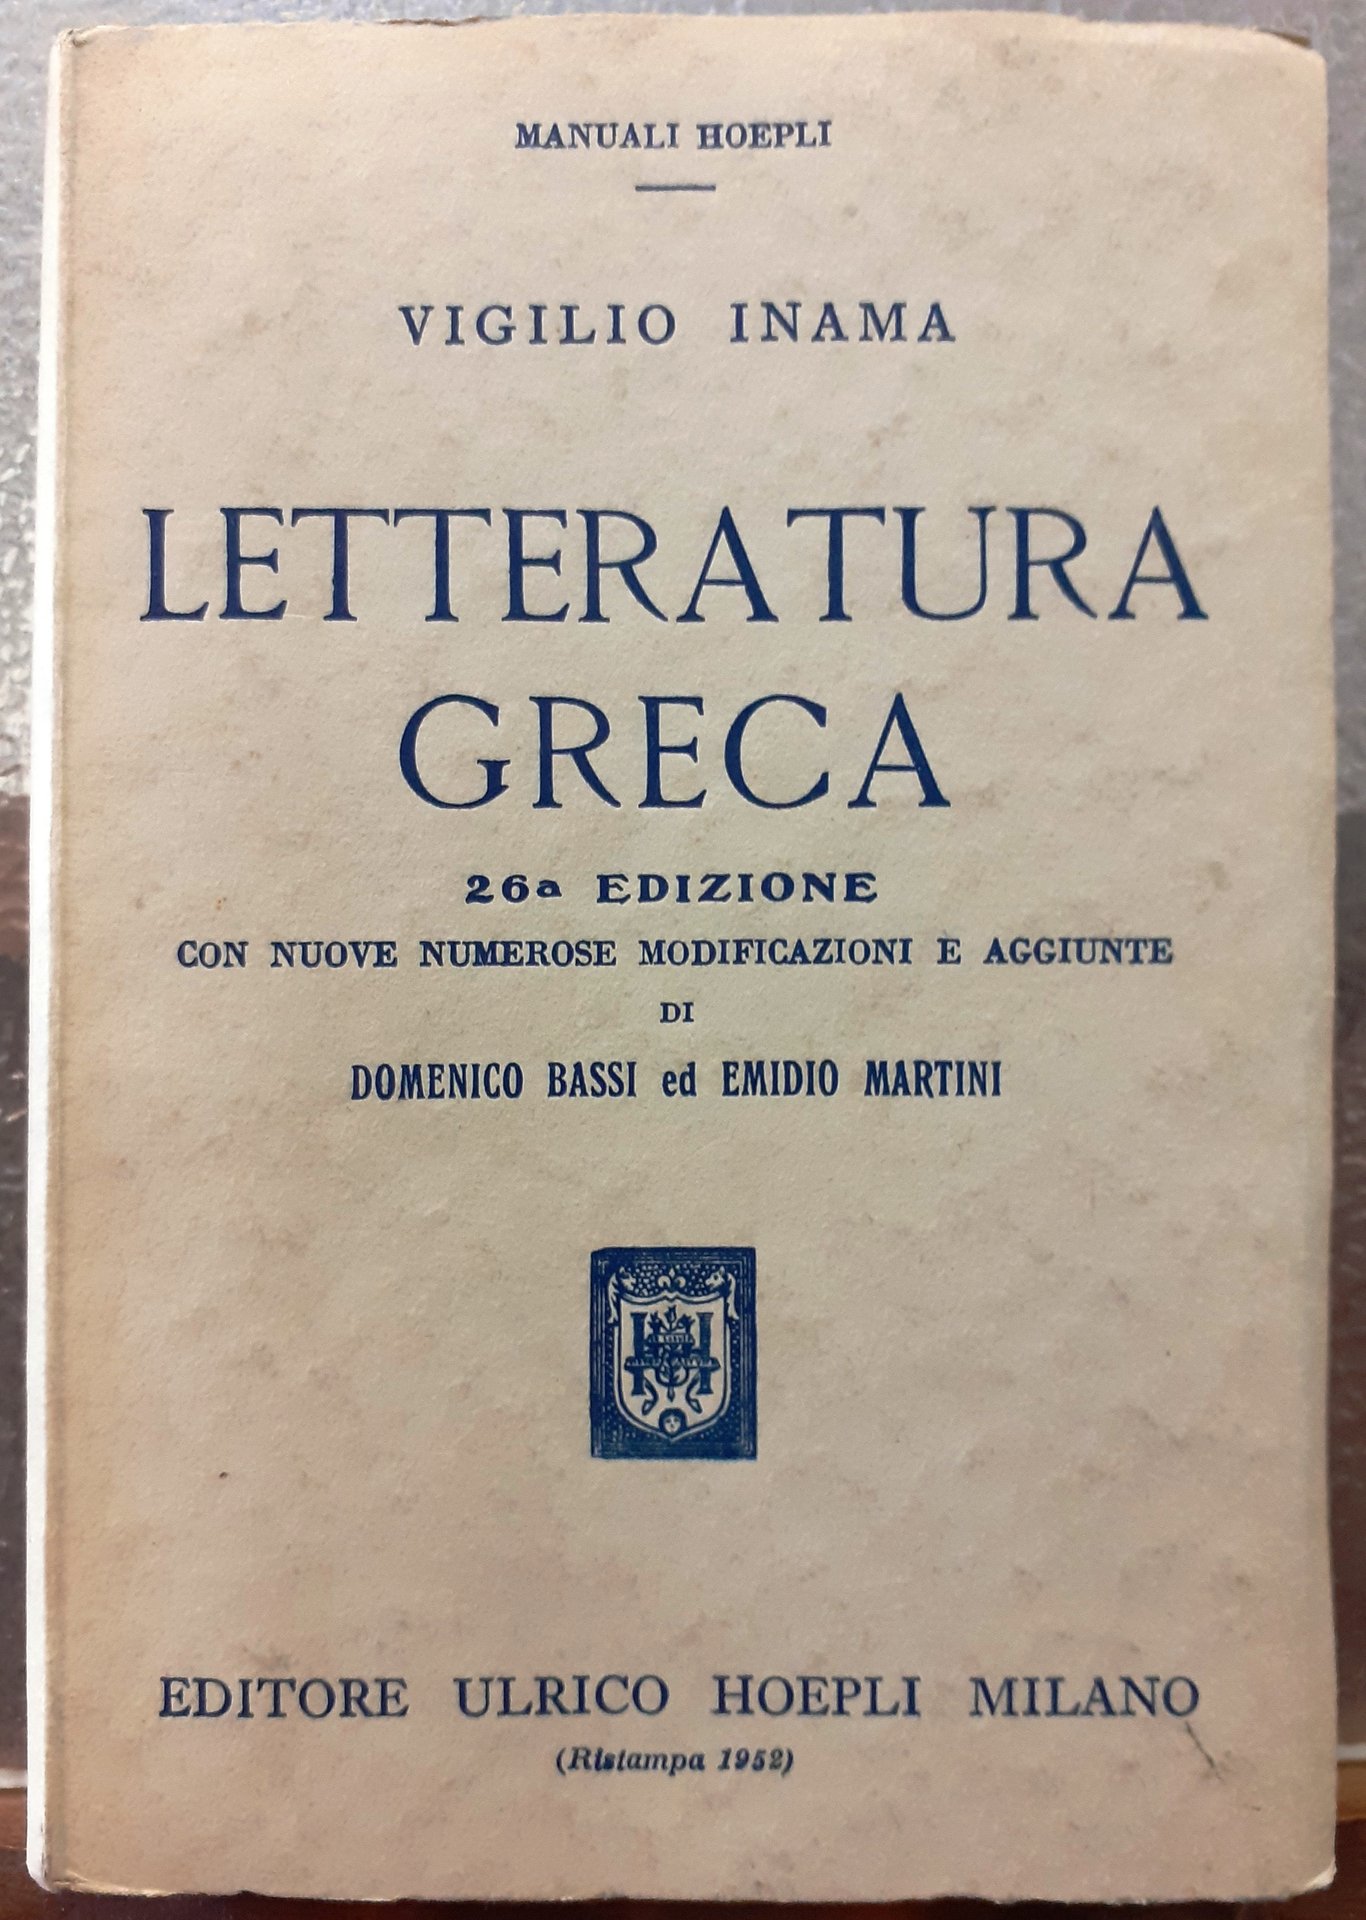 MANUALI HOEPLI
VIGILIO INAMA
LETTERATURA
GRECA
26a EDIZIONE
CON NUOVE NUMEROSE MODIFICAZIONI E AGGIUNTE
DI
DOMENICO BASSI ed EMIDIO MARTINI
EDITORE ULRICO HOEPLI MILANO
(Ristampa 1952)